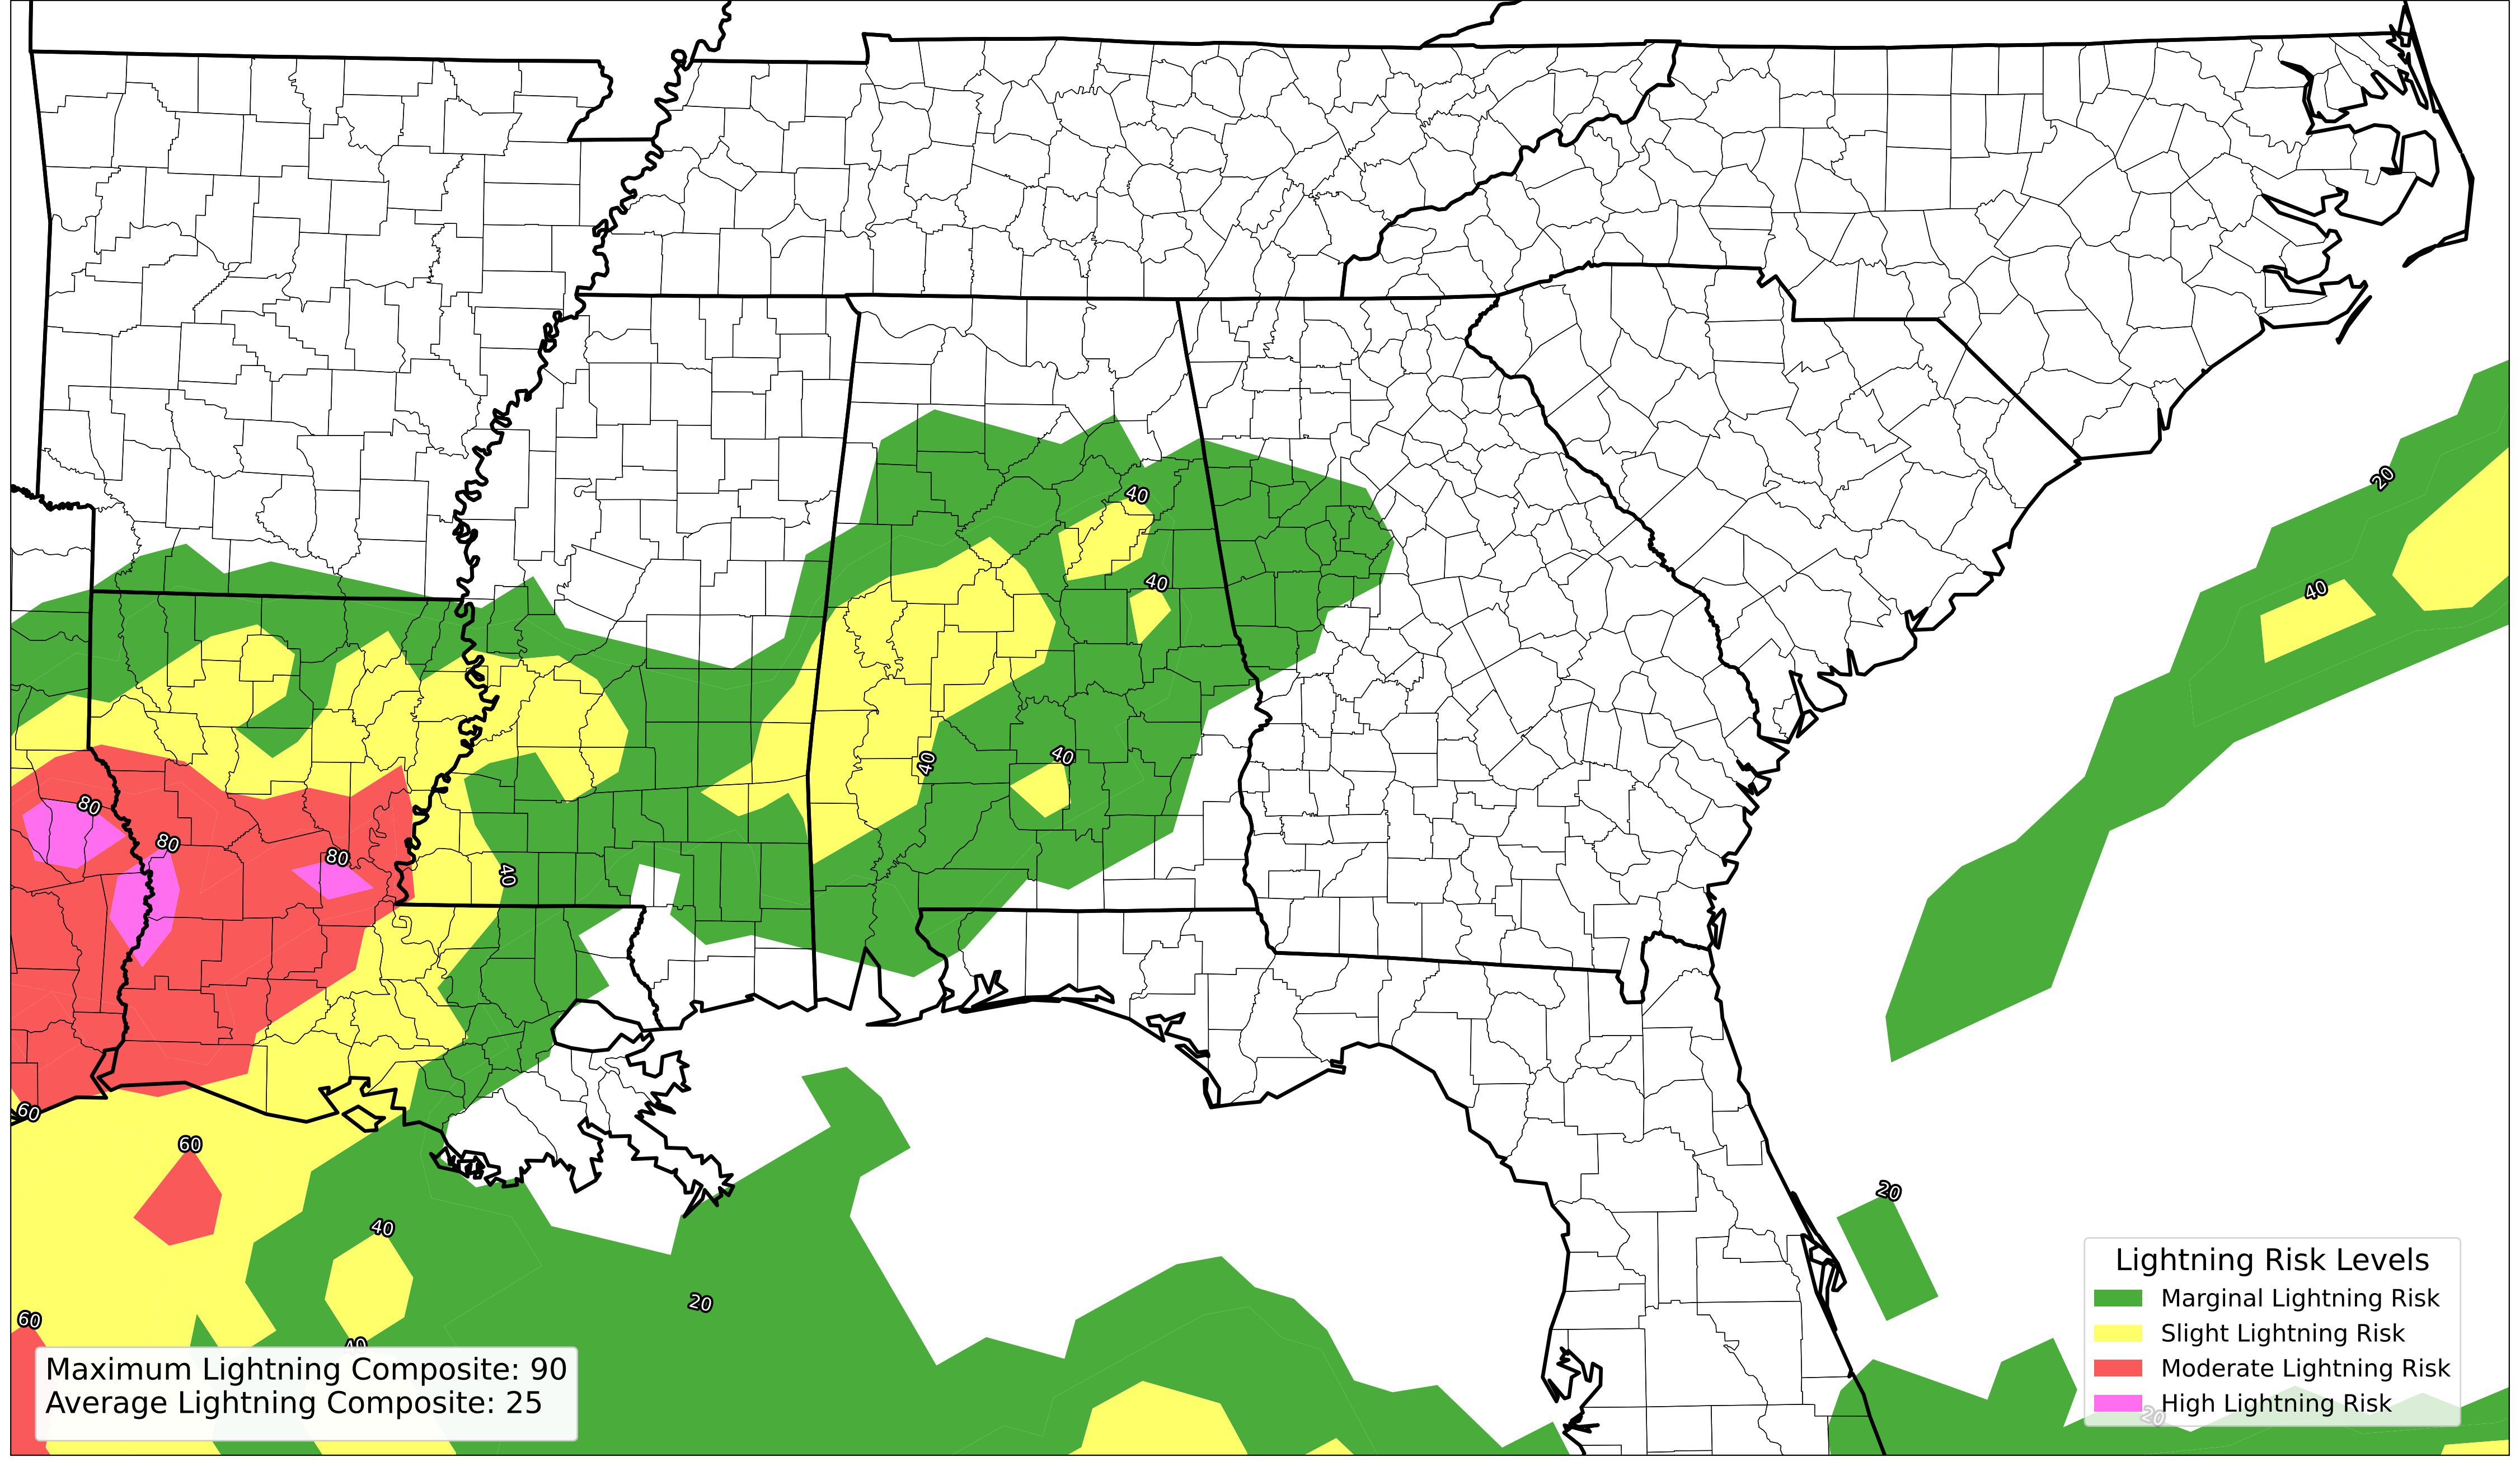 40
20
40
40
40
40
80
80
80
40
60
60
20
40
20
60
40
Maximum Lightning Composite: 90
Average Lightning Composite: 25
Lightning Risk Levels
Marginal Lightning Risk
Slight Lightning Risk
Moderate Lightning Risk
High Lightning Risk
20